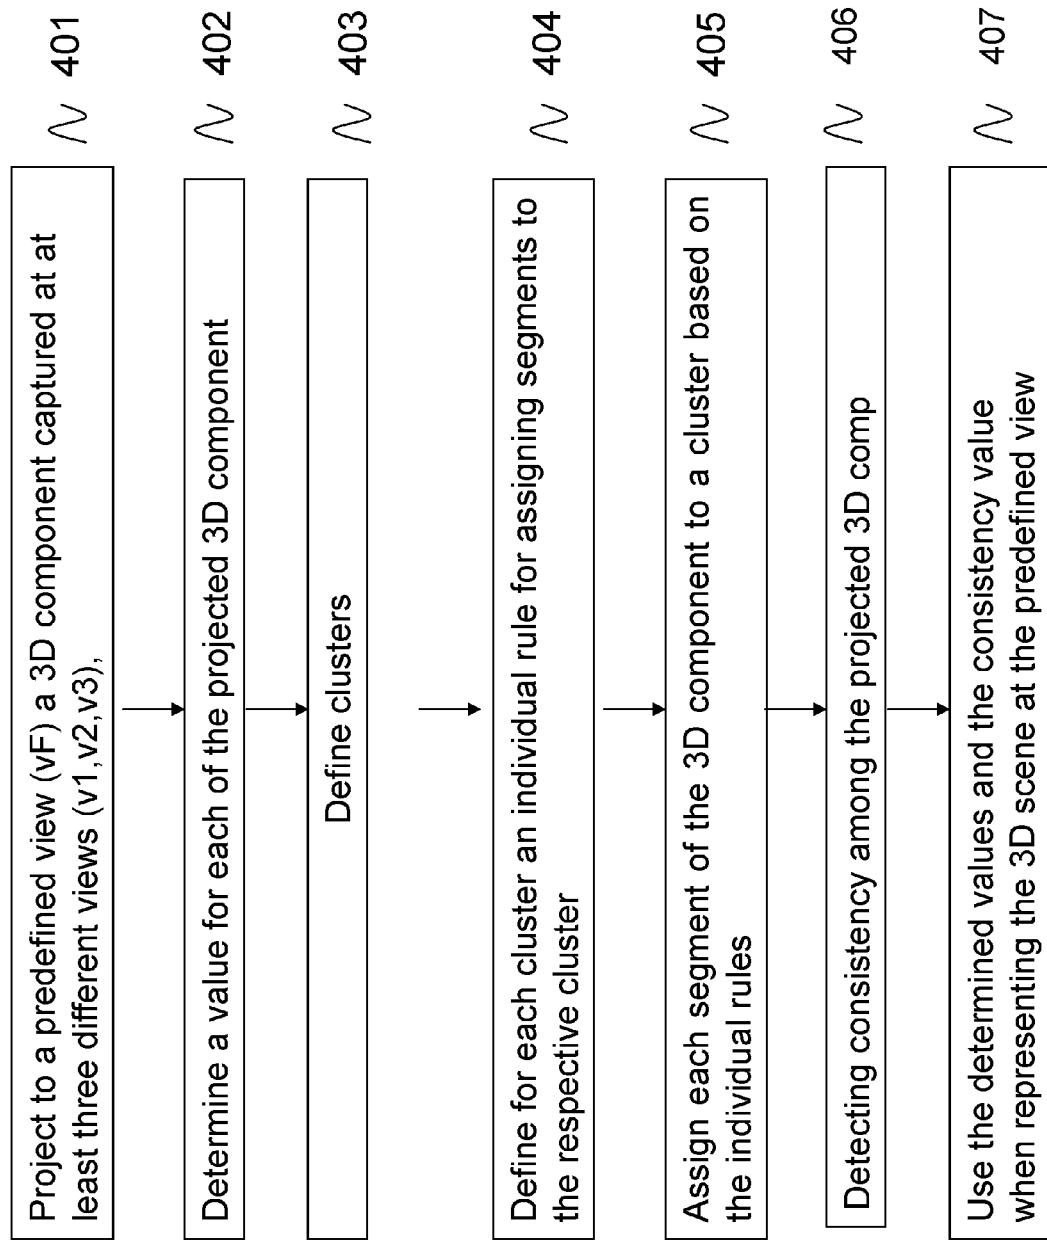 Project to a predefined view (vF) a 3D component captured at at
least three different views (v1,v2,v3),
401
Determine a value for each of the projected 3D component
402
Define clusters
403
Define for each cluster an individual rule for assigning segments to
the respective cluster
404
Assign each segment of the 3D component to a cluster based on
the individual rules
405
Detecting consistency among the projected 3D comp
406
Use the determined values and the consistency value
when representing the 3D scene at the predefined view
407